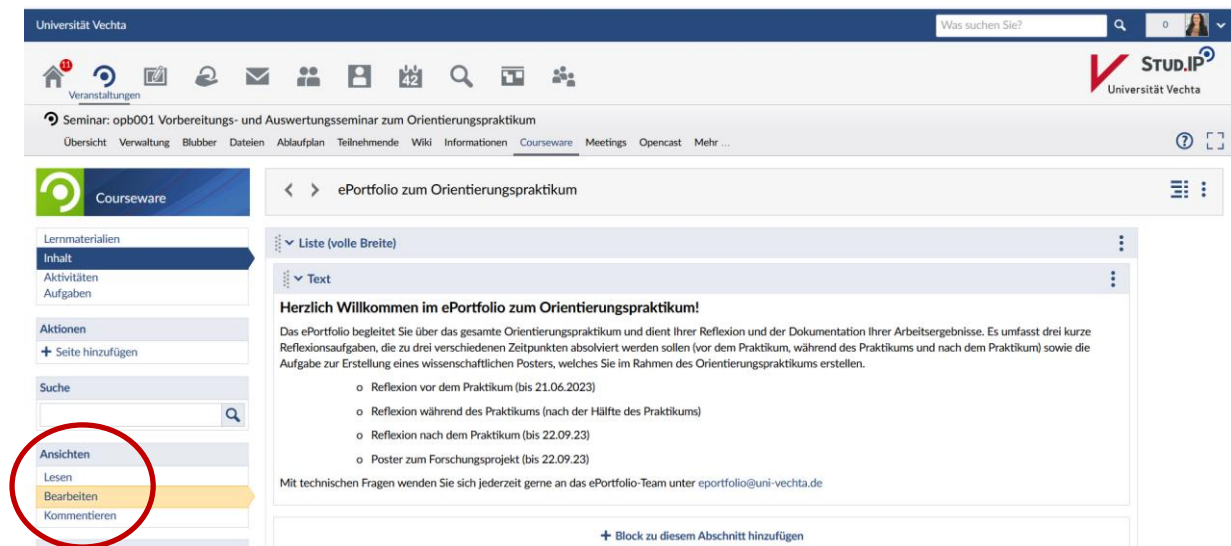 Universität Vechta
Was suchen Sie?
0
11
Veranstaltungen
42
STUD.IP
Universität Vechta
Seminar: opb001 Vorbereitungs- und Auswertungsseminar zum Orientierungspraktikum
Übersicht Verwaltung Blubber Dateien Ablaufplan Teilnehmende Wiki Informationen Courseware Meetings Opencast Mehr ...
Courseware
ePortfolio zum Orientierungspraktikum
Lernmaterialien
Inhalt
Aktivitäten
Aufgaben
Aktionen
+ Seite hinzufügen
Suche
Ansichten
Lesen
Bearbeiten
Kommentieren
Liste (volle Breite)
Text
Herzlich Willkommen im ePortfolio zum Orientierungspraktikum!
Das ePortfolio begleitet Sie über das gesamte Orientierungspraktikum und dient Ihrer Reflexion und der Dokumentation Ihrer Arbeitsergebnisse. Es umfasst drei kurze
Reflexionsaufgaben, die zu drei verschiedenen Zeitpunkten absolviert werden sollen (vor dem Praktikum, während des Praktikums und nach dem Praktikum) sowie die
Aufgabe zur Erstellung eines wissenschaftlichen Posters, welches Sie im Rahmen des Orientierungspraktikums erstellen.
o Reflexion vor dem Praktikum (bis 21.06.2023)
o Reflexion während des Praktikums (nach der Hälfte des Praktikums)
o Reflexion nach dem Praktikum (bis 22.09.23)
o Poster zum Forschungsprojekt (bis 22.09.23)
Mit technischen Fragen wenden Sie sich jederzeit gerne an das ePortfolio-Team unter eportfolio@uni-vechta.de
+ Block zu diesem Abschnitt hinzufügen